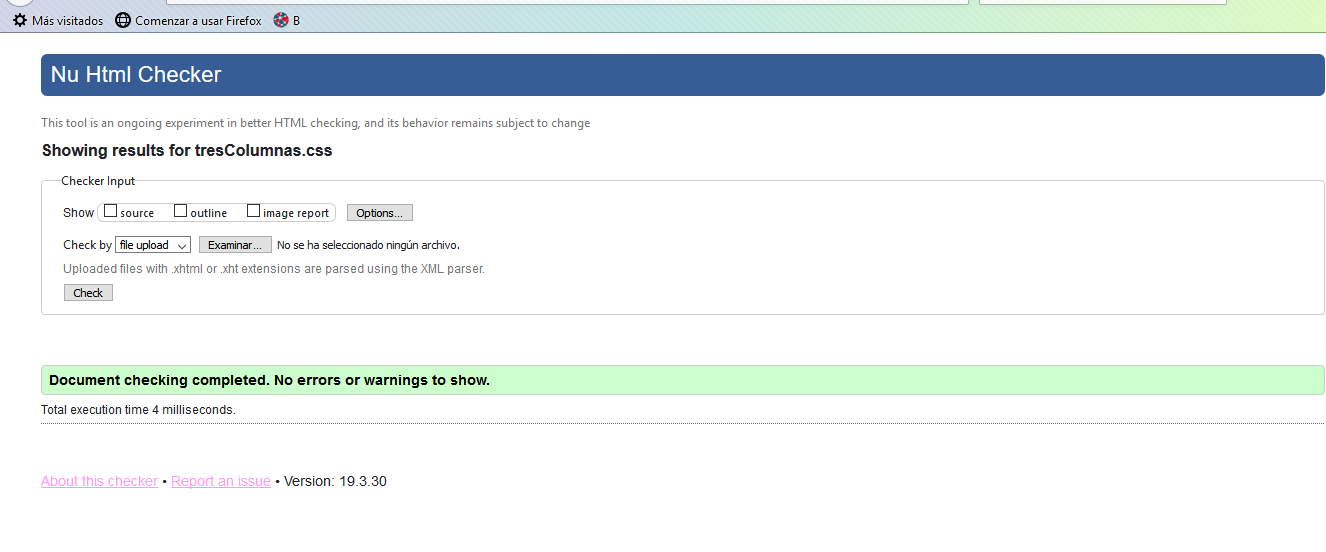 Más visitados Comenzar a usar Firefox B
Nu Html Checker
This tool is an ongoing experiment in better HTML checking, and its behavior remains subject to change
Showing results for tresColumnas.css
Checker Input
Show source outline image report Options...
Check by file upload Examinar... No se ha seleccionado ningún archivo.
Uploaded files with .xhtml or .xht extensions are parsed using the XML parser.
Check
Document checking completed. No errors or warnings to show.
Total execution time 4 milliseconds.
About this checker • Report an issue • Version: 19.3.30